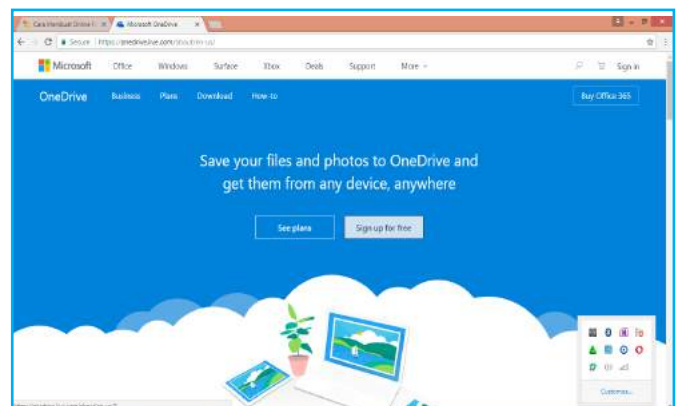 Microsoft OneDrive
Secure https://onedrive.live.com/about/en-us/
Microsoft Office Windows Surface Xbox Deals Support More Sign in
OneDrive Business Plans Download How-to Buy Office 365
Save your files and photos to OneDrive and
get them from any device, anywhere
See plans Sign up for free
Customize...